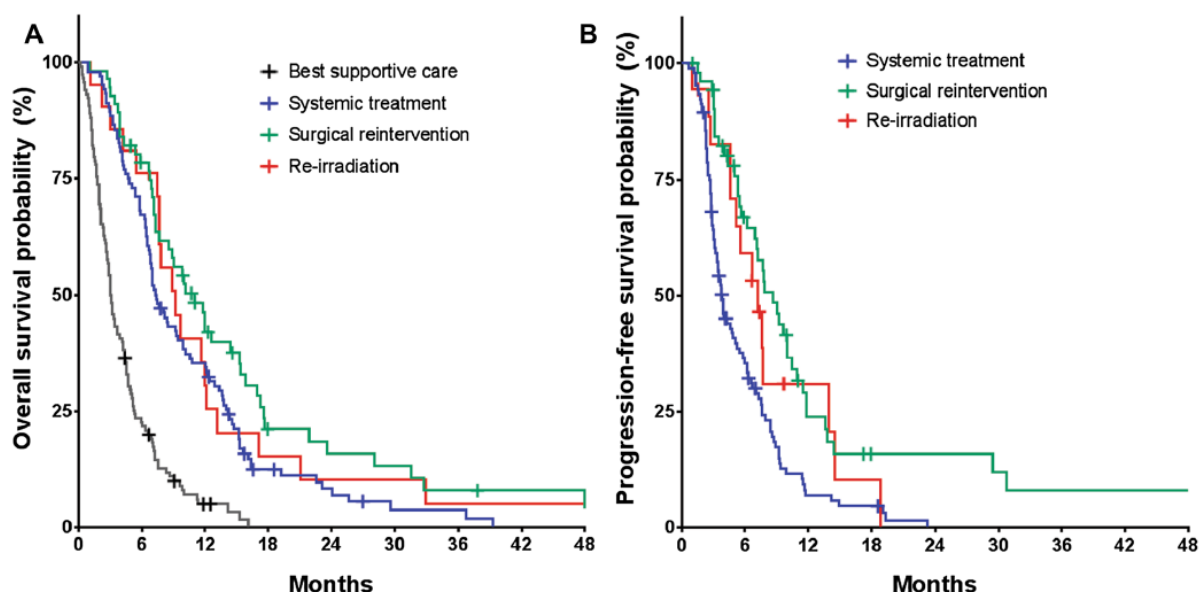 A
Overall survival probability (%)
100
75
50
25
0
Best supportive care
Systemic treatment
Surgical reintervention
Re-irradiation
0 6 12 18 24 30 36 42 48
Months
B
Progression-free survival probability (%)
100
75
50
25
0
Systemic treatment
Surgical reintervention
Re-irradiation
0 6 12 18 24 30 36 42 48
Months